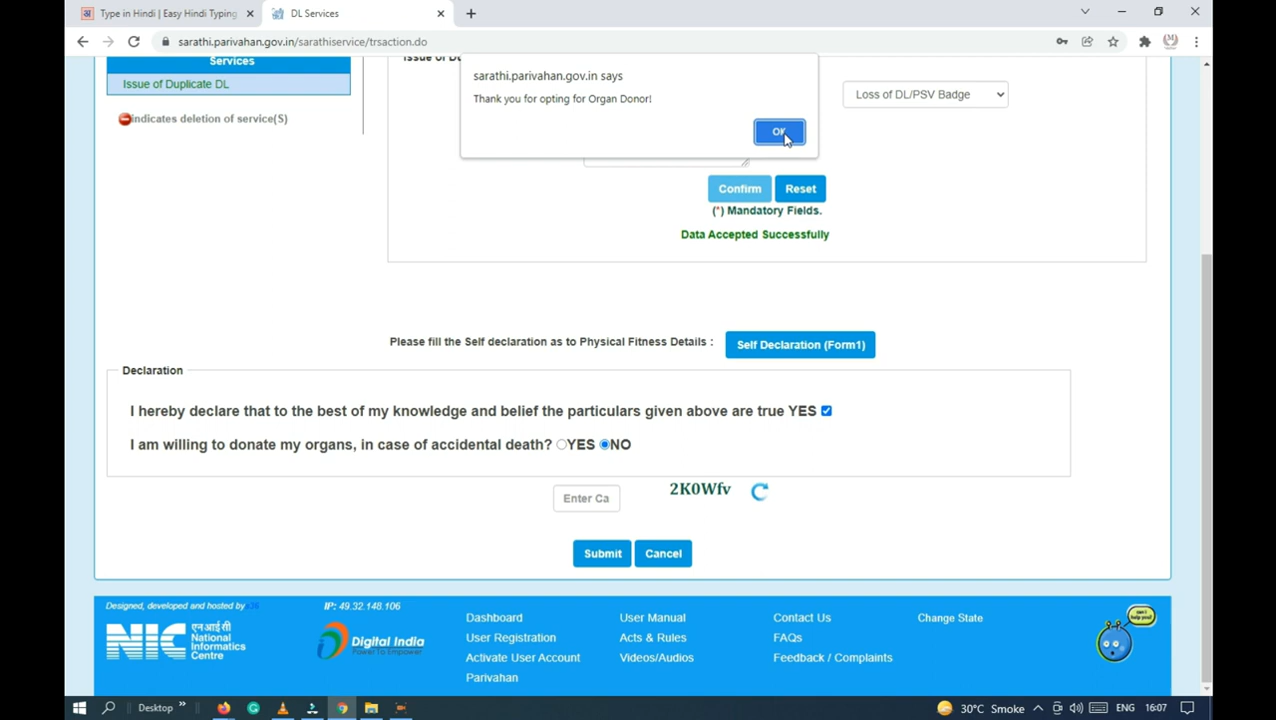 Type in Hindi | Easy Hindi Typing
DL Services
sarathi.parivahan.gov.in/sarathiservice/trsaction.do
Services
Issue of Duplicate DL
indicates deletion of service(S)
sarathi.parivahan.gov.in says
Thank you for opting for Organ Donor!
OK
Loss of DL/PSV Badge
Confirm Reset
(*) Mandatory Fields.
Data Accepted Successfully
Please fill the Self declaration as to Physical Fitness Details : Self Declaration (Form1)
Declaration
I hereby declare that to the best of my knowledge and belief the particulars given above are true YES
I am willing to donate my organs, in case of accidental death? YES NO
Enter Ca 2K0Wfv
Submit Cancel
Designed, developed and hosted by
IP: 49.32.148.106
NIC एनआईसी National Informatics Centre
Digital India Power To Empower
Dashboard
User Registration
Activate User Account
Parivahan
User Manual
Acts & Rules
Videos/Audios
Contact Us
FAQs
Feedback / Complaints
Change State
can I help you!
Desktop 30°C Smoke ENG 16:07